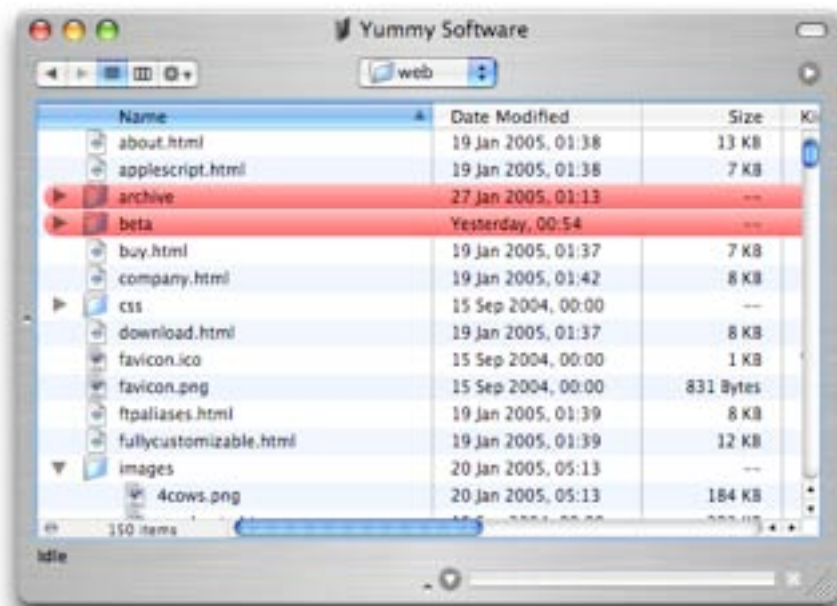 Yummy Software
web
Name Date Modified Size Ki
about.html 19 Jan 2005, 01:38 13 KB
applescript.html 19 Jan 2005, 01:38 7 KB
archive 27 Jan 2005, 01:13 --
beta Yesterday, 00:54 --
buy.html 19 Jan 2005, 01:37 7 KB
company.html 19 Jan 2005, 01:42 8 KB
css 15 Sep 2004, 00:00 --
download.html 19 Jan 2005, 01:37 8 KB
favicon.ico 15 Sep 2004, 00:00 1 KB
favicon.png 15 Sep 2004, 00:00 831 Bytes
ftpaliases.html 19 Jan 2005, 01:39 8 KB
fullycustomizable.html 19 Jan 2005, 01:39 12 KB
images 20 Jan 2005, 05:13 --
4cows.png 20 Jan 2005, 05:13 184 KB
150 items
Idle